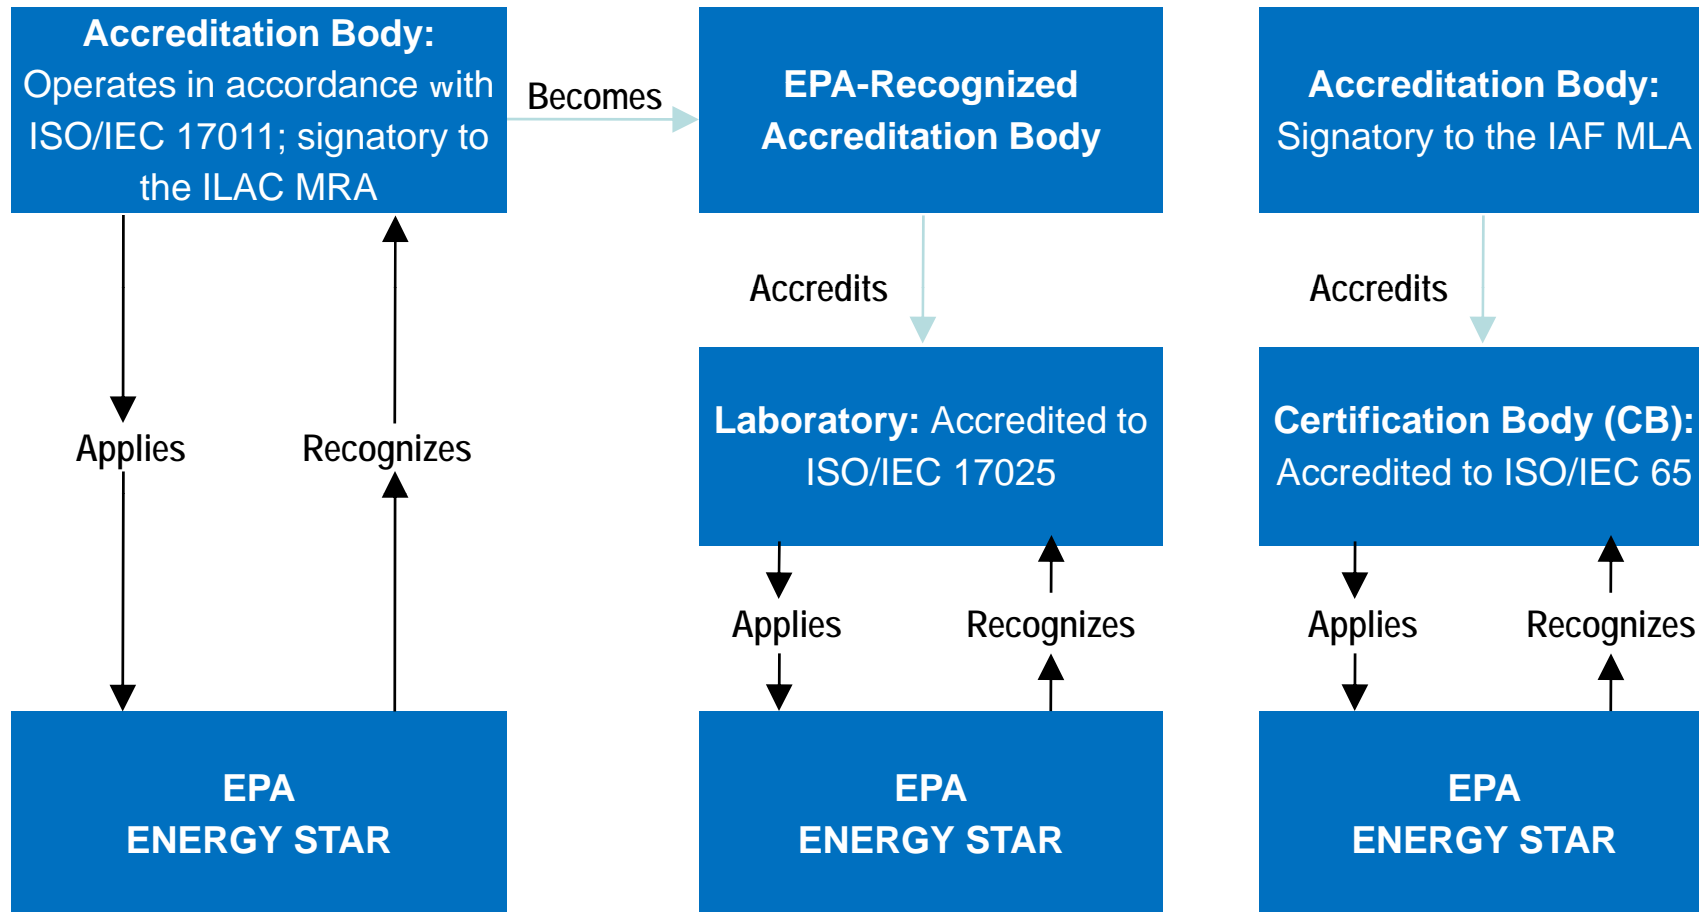 Accreditation Body:
Operates in accordance with
ISO/IEC 17011; signatory to
the ILAC MRA
Becomes
EPA-Recognized
Accreditation Body
Accreditation Body:
Signatory to the IAF MLA
Accredits
Accredits
Applies
Recognizes
Laboratory: Accredited to
ISO/IEC 17025
Certification Body (CB):
Accredited to ISO/IEC 65
Applies
Recognizes
Applies
Recognizes
EPA
ENERGY STAR
EPA
ENERGY STAR
EPA
ENERGY STAR